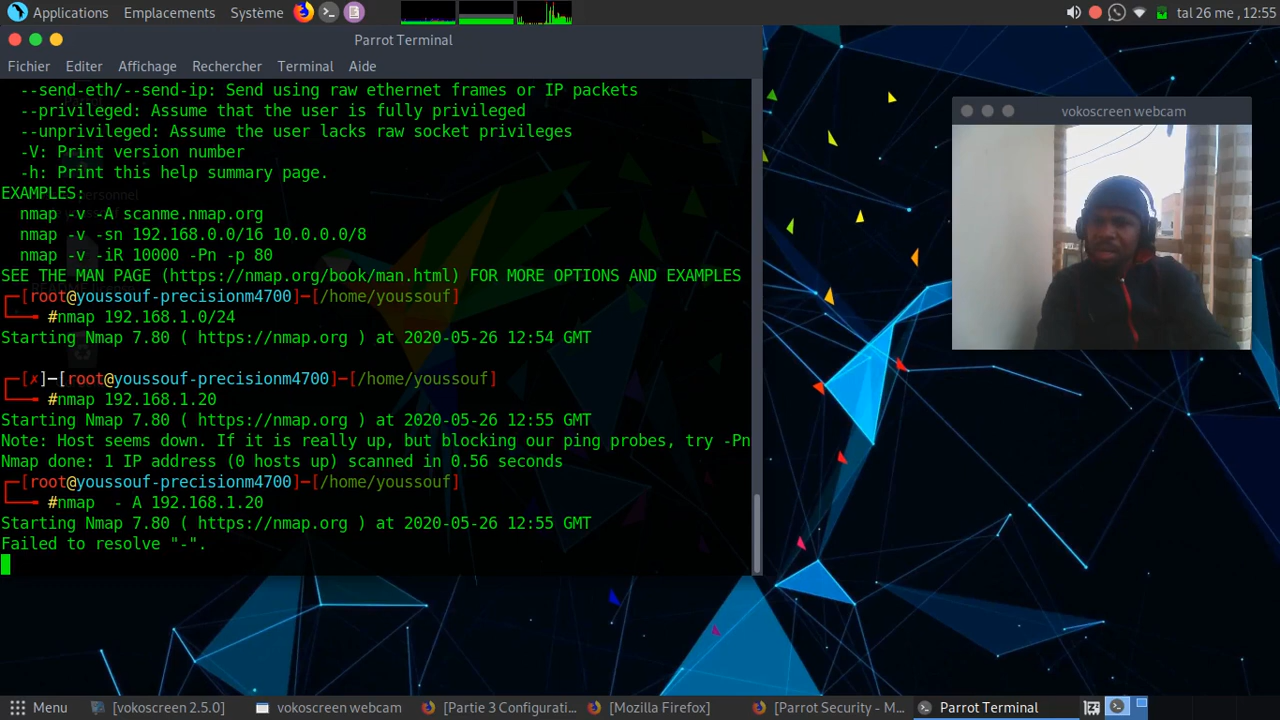 Applications Emplacements Système tal 26 me , 12:55
Parrot Terminal
Fichier Editer Affichage Rechercher Terminal Aide
--send-eth/--send-ip: Send using raw ethernet frames or IP packets
--privileged: Assume that the user is fully privileged
--unprivileged: Assume the user lacks raw socket privileges
-V: Print version number
-h: Print this help summary page.
EXAMPLES:
nmap -v -A scanme.nmap.org
nmap -v -sn 192.168.0.0/16 10.0.0.0/8
nmap -v -iR 10000 -Pn -p 80
SEE THE MAN PAGE (https://nmap.org/book/man.html) FOR MORE OPTIONS AND EXAMPLES
┌─[root@youssouf-precisionm4700]─[/home/youssouf]
└──╼ #nmap 192.168.1.0/24
Starting Nmap 7.80 ( https://nmap.org ) at 2020-05-26 12:54 GMT
┌─[✗]─[root@youssouf-precisionm4700]─[/home/youssouf]
└──╼ #nmap 192.168.1.20
Starting Nmap 7.80 ( https://nmap.org ) at 2020-05-26 12:55 GMT
Note: Host seems down. If it is really up, but blocking our ping probes, try -Pn
Nmap done: 1 IP address (0 hosts up) scanned in 0.56 seconds
┌─[root@youssouf-precisionm4700]─[/home/youssouf]
└──╼ #nmap  - A 192.168.1.20
Starting Nmap 7.80 ( https://nmap.org ) at 2020-05-26 12:55 GMT
Failed to resolve "-".
vokoscreen webcam
Menu [vokoscreen 2.5.0] vokoscreen webcam [Partie 3 Configurati... [Mozilla Firefox] [Parrot Security - M... Parrot Terminal